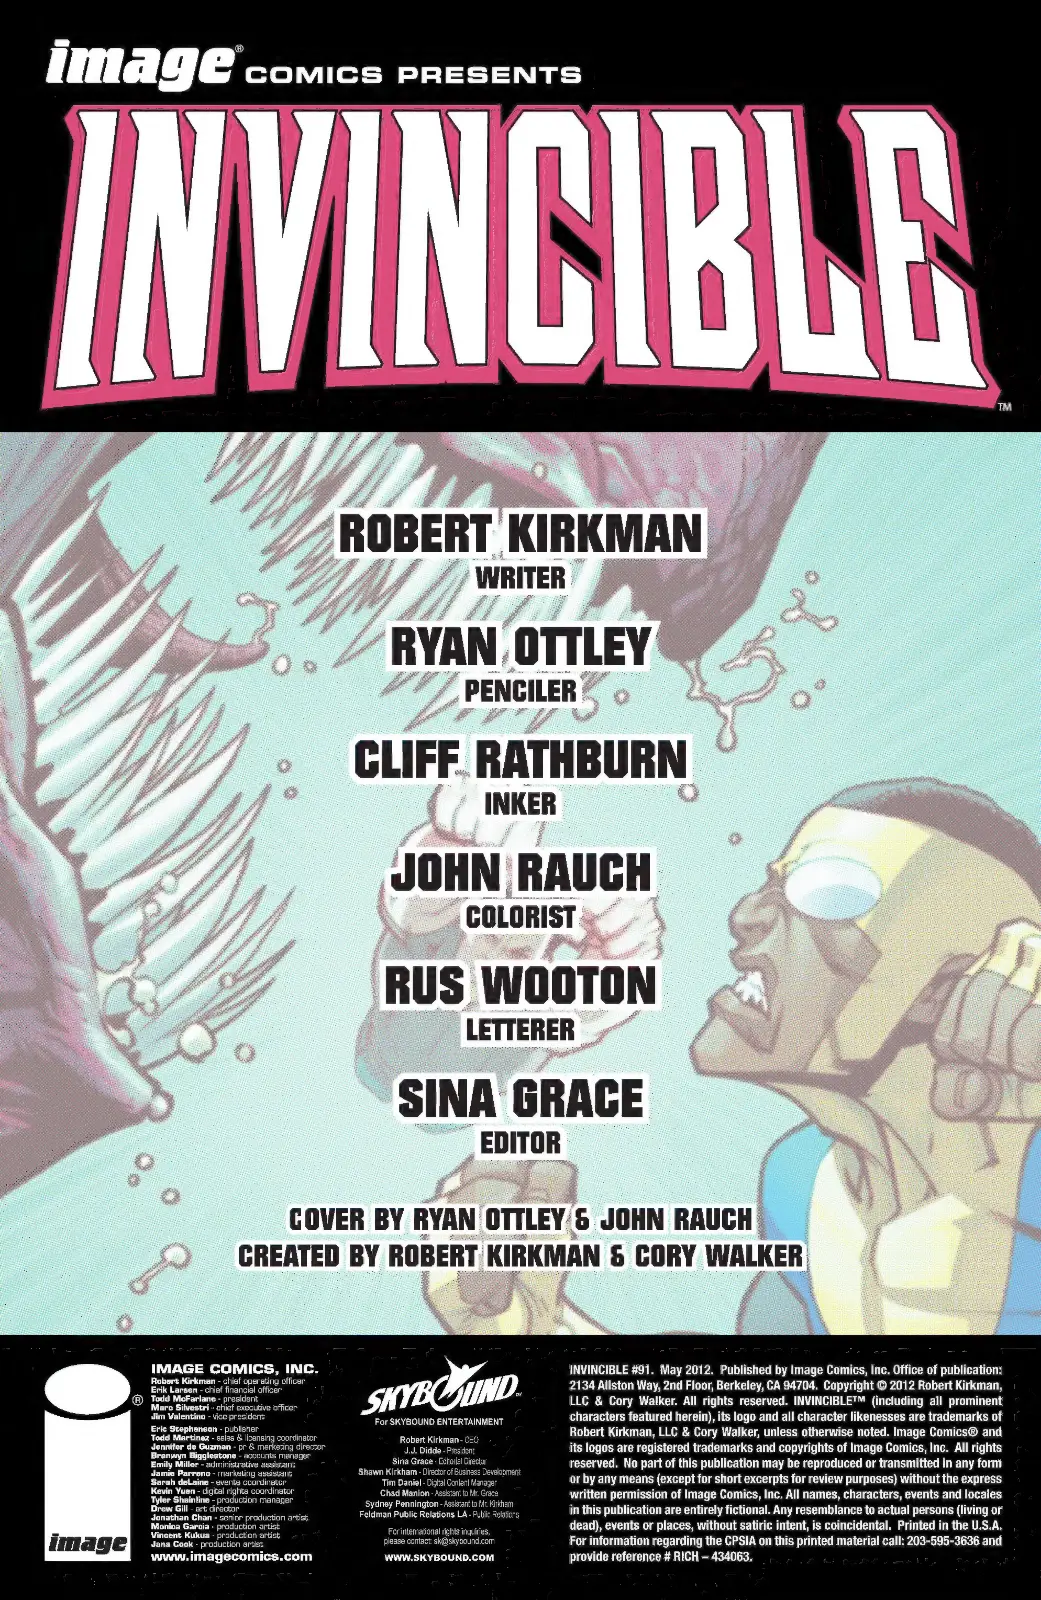 image® COMICS PRESENTS
INVINCIBLE™
ROBERT KIRKMAN
WRITER
RYAN OTTLEY
PENCILER
CLIFF RATHBURN
INKER
JOHN RAUCH
COLORIST
RUS WOOTON
LETTERER
SINA GRACE
EDITOR
COVER BY RYAN OTTLEY & JOHN RAUCH
CREATED BY ROBERT KIRKMAN & CORY WALKER
®
image
IMAGE COMICS, INC.
Robert Kirkman - chief operating officer
Erik Larsen - chief financial officer
Todd McFarlane - president
Marc Silvestri - chief executive officer
Jim Valentino - vice-president
Eric Stephenson - publisher
Todd Martinez - sales & licensing coordinator
Jennifer de Guzman - pr & marketing director
Branwyn Bigglestone - accounts manager
Emily Miller - administrative assistant
Jamie Parreno - marketing assistant
Sarah deLaine - events coordinator
Kevin Yuen - digital rights coordinator
Tyler Shainline - production manager
Drew Gill - art director
Jonathan Chan - senior production artist
Monica Garcia - production artist
Vincent Kukua - production artist
Jana Cook - production artist
www.imagecomics.com
SKYBOUND™
For SKYBOUND ENTERTAINMENT
Robert Kirkman - CEO
J.J. Didde - President
Sina Grace - Editorial Director
Shawn Kirkham - Director of Business Development
Tim Daniel - Digital Content Manager
Chad Manion - Assistant to Mr. Grace
Sydney Pennington - Assistant to Mr. Kirkham
Feldman Public Relations LA - Public Relations
For international rights inquiries,
please contact: sk@skybound.com
WWW.SKYBOUND.COM
INVINCIBLE #91. May 2012. Published by Image Comics, Inc. Office of publication:
2134 Allston Way, 2nd Floor, Berkeley, CA 94704. Copyright © 2012 Robert Kirkman,
LLC & Cory Walker. All rights reserved. INVINCIBLE™ (including all prominent
characters featured herein), its logo and all character likenesses are trademarks of
Robert Kirkman, LLC & Cory Walker, unless otherwise noted. Image Comics® and
its logos are registered trademarks and copyrights of Image Comics, Inc. All rights
reserved. No part of this publication may be reproduced or transmitted in any form
or by any means (except for short excerpts for review purposes) without the express
written permission of Image Comics, Inc. All names, characters, events and locales
in this publication are entirely fictional. Any resemblance to actual persons (living or
dead), events or places, without satiric intent, is coincidental. Printed in the U.S.A.
For information regarding the CPSIA on this printed material call: 203-595-3636 and
provide reference # RICH – 434063.